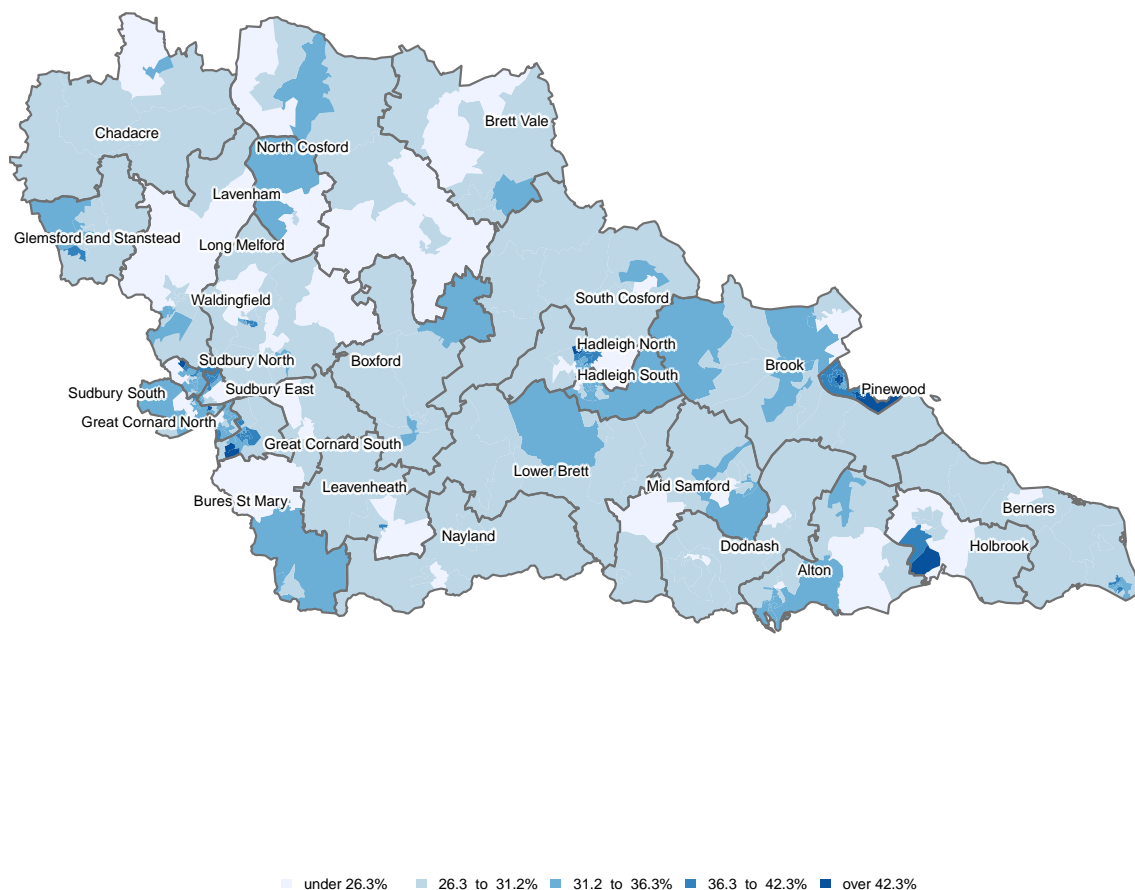 Brett Vale
Chadacre
North Cosford
Lavenham
Glemsford and Stanstead
Long Melford
Waldingfield
South Cosford
Hadleigh North
Sudbury North
Boxford
Brook
Hadleigh South
Sudbury East
Pinewood
Sudbury South
Great Cornard North
Great Cornard South
Lower Brett
Leavenheath
Mid Samford
Bures St Mary
Berners
Nayland
Dodnash
Holbrook
Alton
under 26.3% 26.3 to 31.2% 31.2 to 36.3% 36.3 to 42.3% over 42.3%